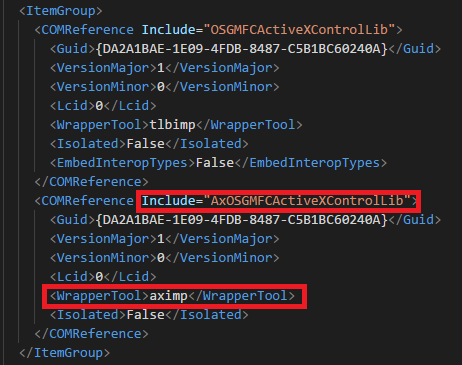 <ItemGroup>
<COMReference Include="OSGMFCActiveXControlLib">
<Guid>{DA2A1BAE-1E09-4FDB-8487-C5B1BC60240A}</Guid>
<VersionMajor>1</VersionMajor>
<VersionMinor>0</VersionMinor>
<Lcid>0</Lcid>
<WrapperTool>tlbimp</WrapperTool>
<Isolated>False</Isolated>
<EmbedInteropTypes>False</EmbedInteropTypes>
</COMReference>
<COMReference Include="AxOSGMFCActiveXControlLib">
<Guid>{DA2A1BAE-1E09-4FDB-8487-C5B1BC60240A}</Guid>
<VersionMajor>1</VersionMajor>
<VersionMinor>0</VersionMinor>
<Lcid>0</Lcid>
<WrapperTool>aximp</WrapperTool>
<Isolated>False</Isolated>
</COMReference>
</ItemGroup>